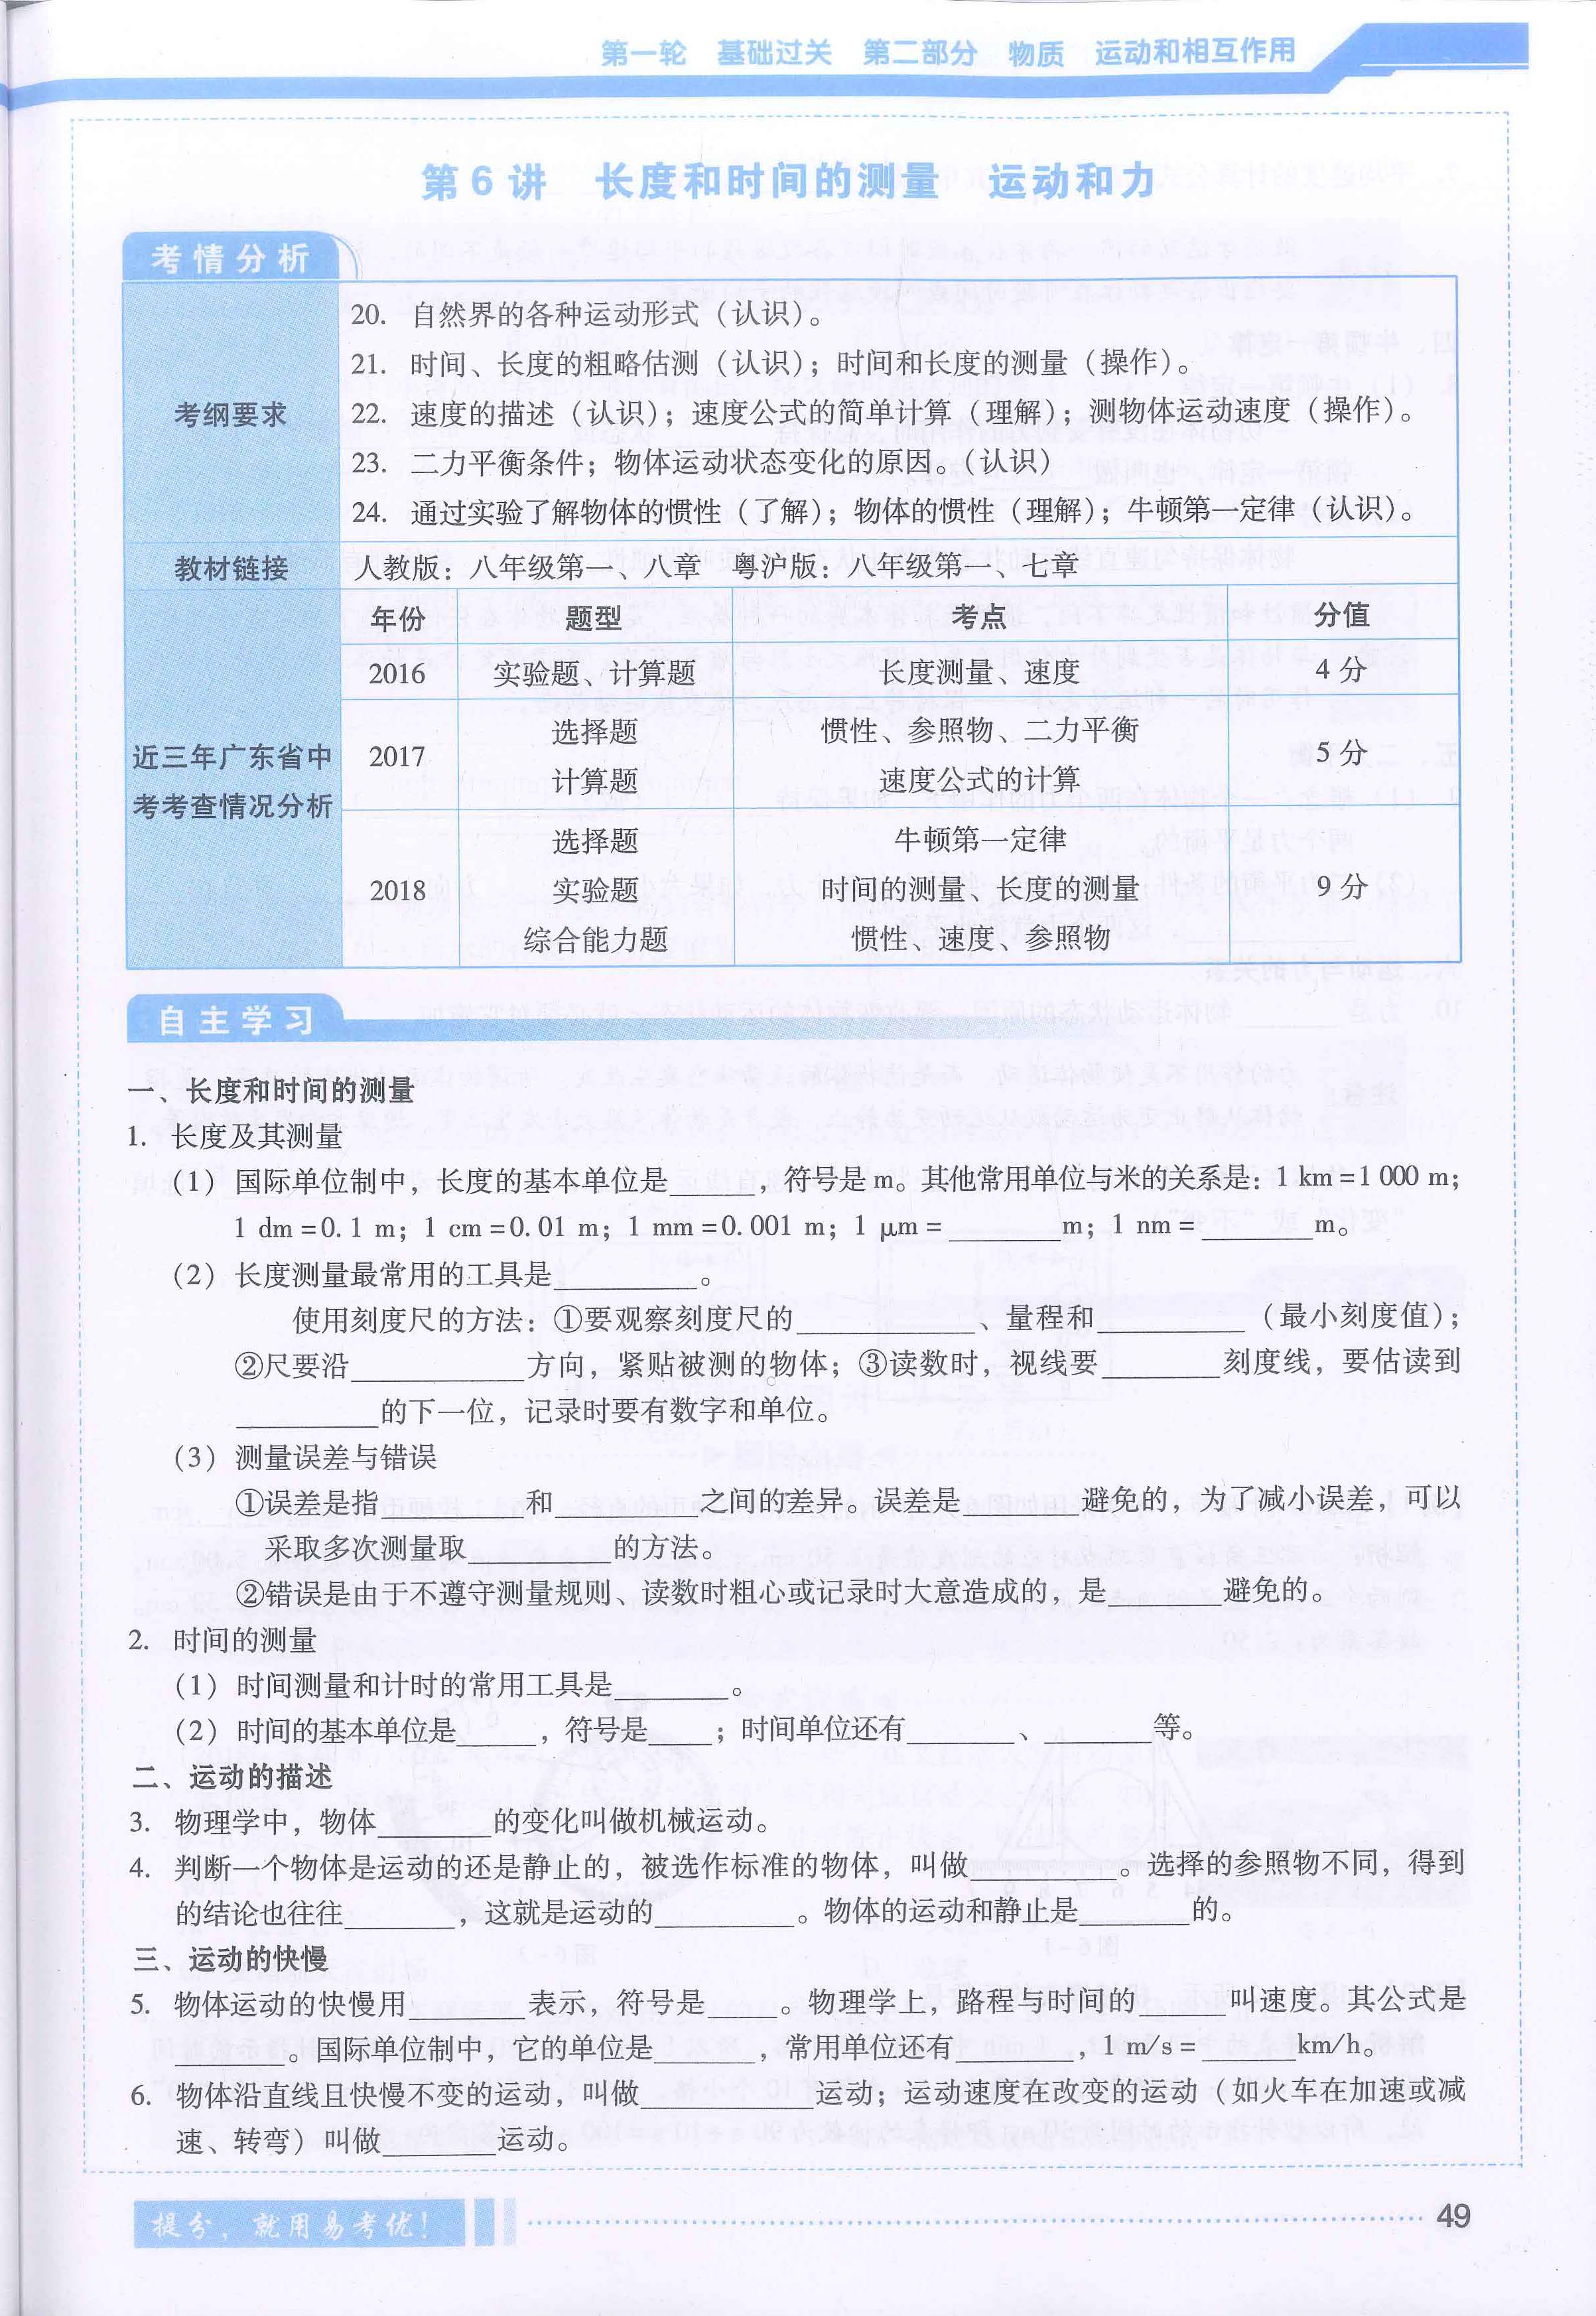 第一轮 基础过关 第二部分 物质 运动和相互作用
第 6 讲 长度和时间的测量 运动和力
考情分析
考纲要求
20. 自然界的各种运动形式（认识）。
21. 时间、长度的粗略估测（认识）；时间和长度的测量（操作）。
22. 速度的描述（认识）；速度公式的简单计算（理解）；测物体运动速度（操作）。
23. 二力平衡条件；物体运动状态变化的原因。（认识）
24. 通过实验了解物体的惯性（了解）；物体的惯性（理解）；牛顿第一定律（认识）。
教材链接 人教版：八年级第一、八章 粤沪版：八年级第一、七章
近三年广东省中
考考查情况分析
年份 题型 考点 分值
2016 实验题、计算题 长度测量、速度 4 分
2017
选择题 惯性、参照物、二力平衡
计算题 速度公式的计算
5 分
2018
选择题 牛顿第一定律
实验题 时间的测量、长度的测量
综合能力题 惯性、速度、参照物
9 分
自主学习
一、长度和时间的测量
1. 长度及其测量
（1）国际单位制中，长度的基本单位是______，符号是 m。其他常用单位与米的关系是：1 km =1 000 m；
1 dm =0.1 m；1 cm =0.01 m；1 mm =0.001 m；1 μm = ________m；1 nm = ________m。
（2）长度测量最常用的工具是__________。
使用刻度尺的方法：①要观察刻度尺的____________、量程和__________（最小刻度值）；
②尺要沿____________方向，紧贴被测的物体；③读数时，视线要________刻度线，要估读到
__________的下一位，记录时要有数字和单位。
（3）测量误差与错误
①误差是指__________和__________之间的差异。误差是________避免的，为了减小误差，可以
采取多次测量取__________的方法。
②错误是由于不遵守测量规则、读数时粗心或记录时大意造成的，是________避免的。
2. 时间的测量
（1）时间测量和计时的常用工具是________。
（2）时间的基本单位是______，符号是____；时间单位还有________、________等。
二、运动的描述
3. 物理学中，物体________的变化叫做机械运动。
4. 判断一个物体是运动的还是静止的，被选作标准的物体，叫做__________。选择的参照物不同，得到
的结论也往往________，这就是运动的__________。物体的运动和静止是________的。
三、运动的快慢
5. 物体运动的快慢用________表示，符号是_____。物理学上，路程与时间的______叫速度。其公式是
________。国际单位制中，它的单位是_______，常用单位还有________，1 m/s = _______km/h。
6. 物体沿直线且快慢不变的运动，叫做____________运动；运动速度在改变的运动（如火车在加速或减
速、转弯）叫做________运动。
提分，就用易考优！
49